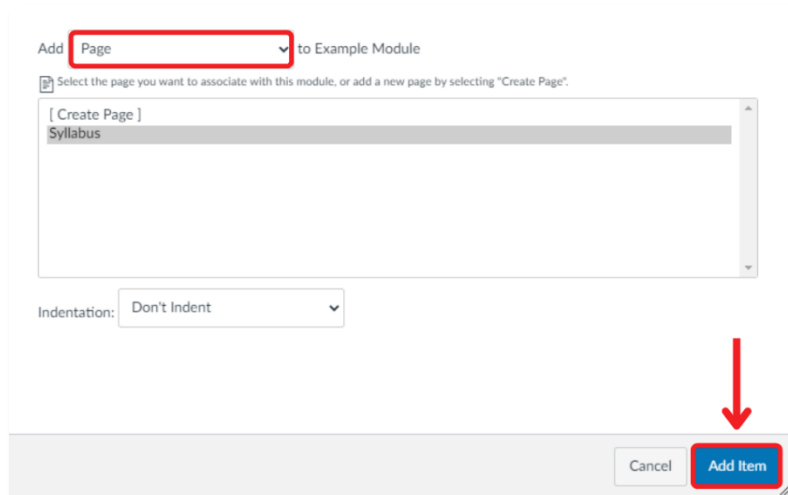 Add Page to Example Module
Select the page you want to associate with this module, or add a new page by selecting "Create Page".
[ Create Page ]
Syllabus
Indentation: Don't Indent
Cancel Add Item